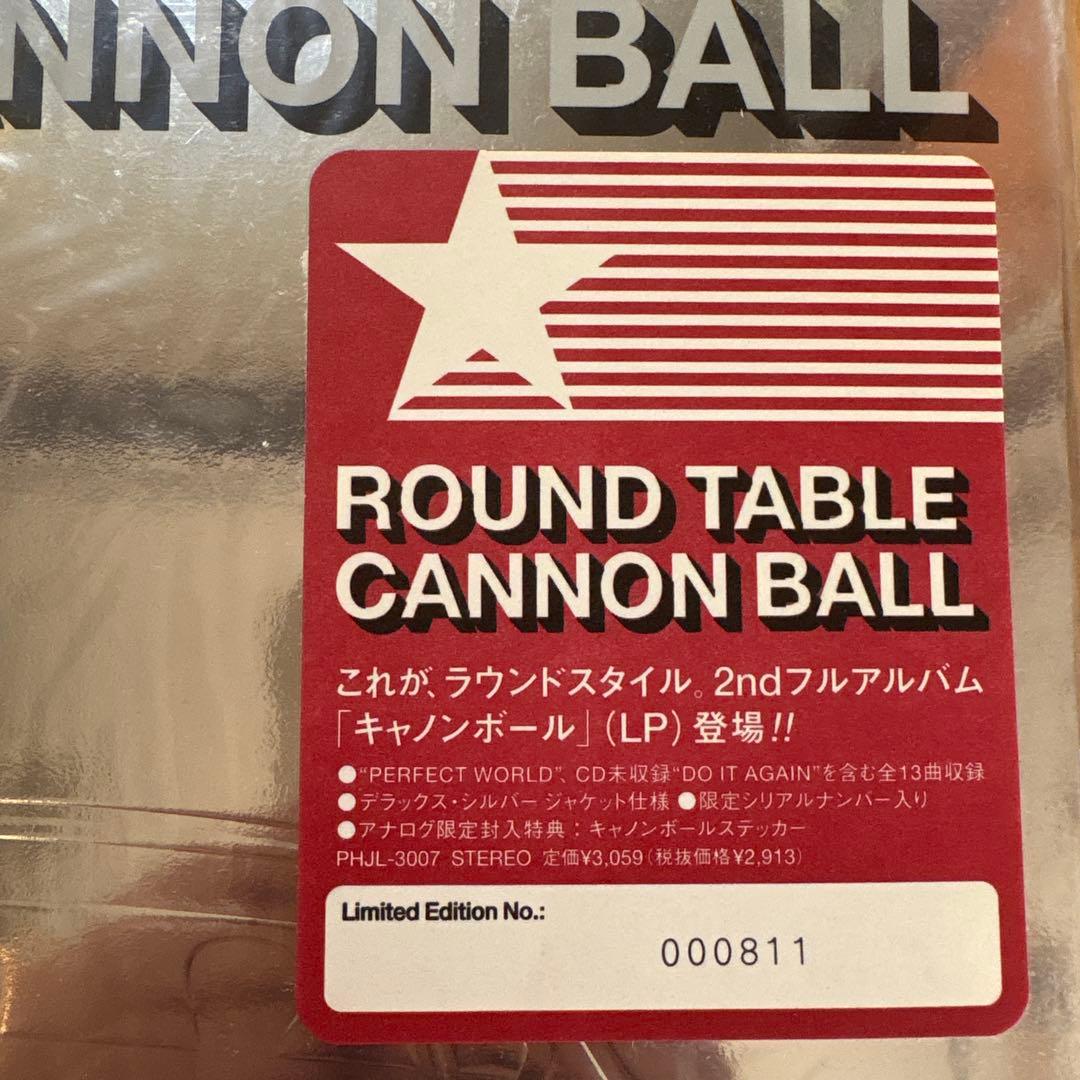 NNON BALL
ROUND TABLE
CANNON BALL
これが、ラウンドスタイル。2ndフルアルバム
「キャノンボール」(LP) 登場!!
●“PERFECT WORLD”、CD未収録“DO IT AGAIN”を含む全13曲収録
●デラックス・シルバー ジャケット仕様 ●限定シリアルナンバー入り
●アナログ限定封入特典：キャノンボールステッカー
PHJL-3007 STEREO 定価¥3,059(税抜価格¥2,913)
Limited Edition No.:
000811